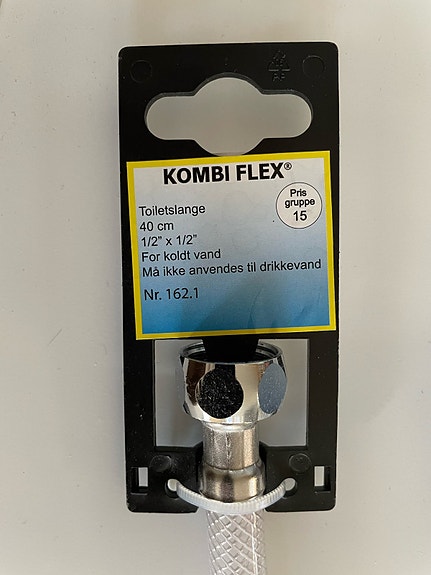 KOMBI FLEX®
Pris
gruppe
15
Toiletslange
40 cm
1/2" x 1/2"
For koldt vand
Må ikke anvendes til drikkevand
Nr. 162.1